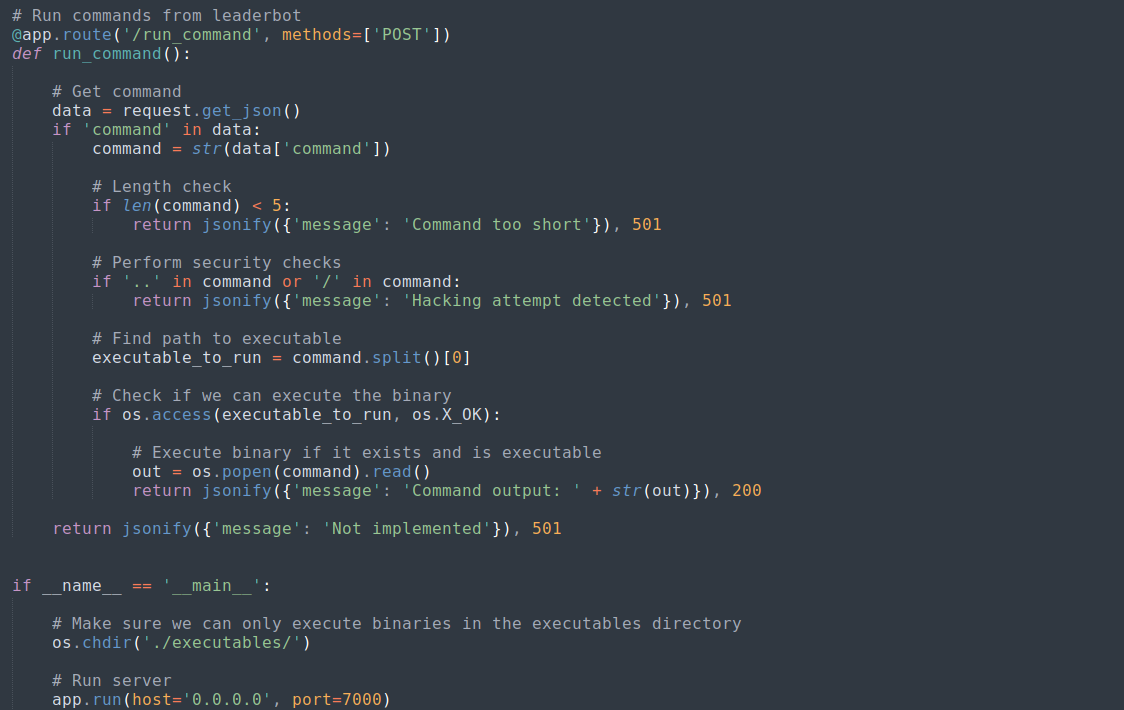 # Run commands from leaderbot
@app.route('/run_command', methods=['POST'])
def run_command():
# Get command
data = request.get_json()
if 'command' in data:
command = str(data['command'])
# Length check
if len(command) < 5:
return jsonify({'message': 'Command too short'}), 501
# Perform security checks
if '..' in command or '/' in command:
return jsonify({'message': 'Hacking attempt detected'}), 501
# Find path to executable
executable_to_run = command.split()[0]
# Check if we can execute the binary
if os.access(executable_to_run, os.X_OK):
# Execute binary if it exists and is executable
out = os.popen(command).read()
return jsonify({'message': 'Command output: ' + str(out)}), 200
return jsonify({'message': 'Not implemented'}), 501
if __name__ == '__main__':
# Make sure we can only execute binaries in the executables directory
os.chdir('./executables/')
# Run server
app.run(host='0.0.0.0', port=7000)